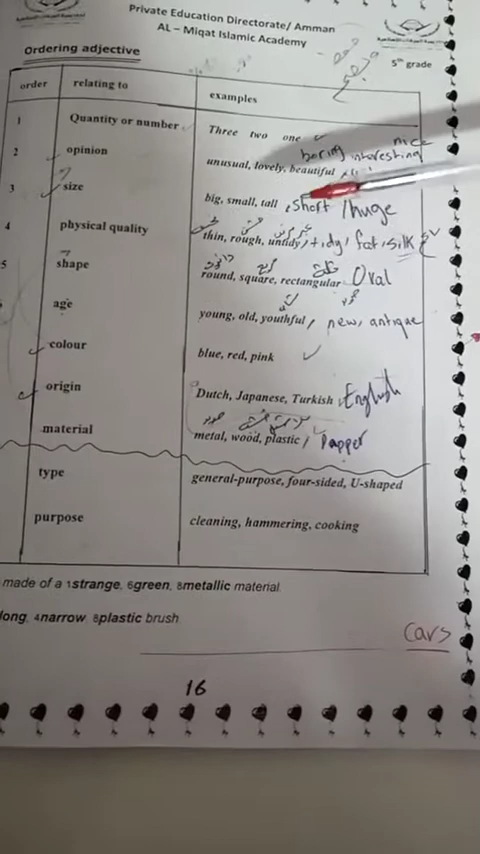 Private Education Directorate/ Amman
AL – Miqat Islamic Academy
5th grade
Ordering adjective
order relating to examples
1 Quantity or number Three two one
nice
boring interesting
2 opinion unusual, lovely, beautiful
3 size big, small, tall , short / huge
4 physical quality thin, rough, untidy, tidy, fat, silk
5 shape round, square, rectangular Oval
age young, old, youthful, new, antique
colour blue, red, pink
origin Dutch, Japanese, Turkish, English
material metal, wood, plastic / Papper
type general-purpose, four-sided, U-shaped
purpose cleaning, hammering, cooking
made of a 1strange, 6green, 8metallic material.
long, 4narrow, 8plastic brush
cars
16